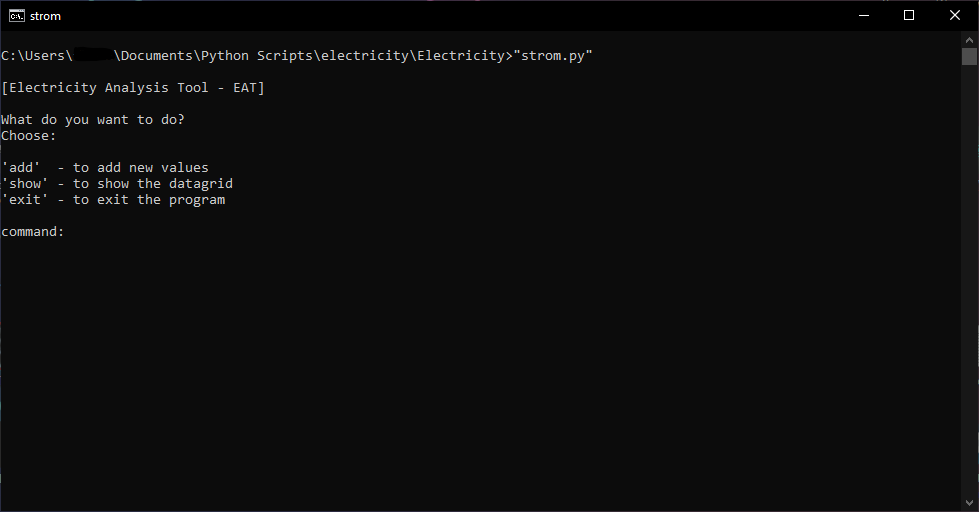 strom
C:\Users\ \Documents\Python Scripts\electricity\Electricity>"strom.py"
[Electricity Analysis Tool - EAT]
What do you want to do?
Choose:
'add'  - to add new values
'show' - to show the datagrid
'exit' - to exit the program
command: